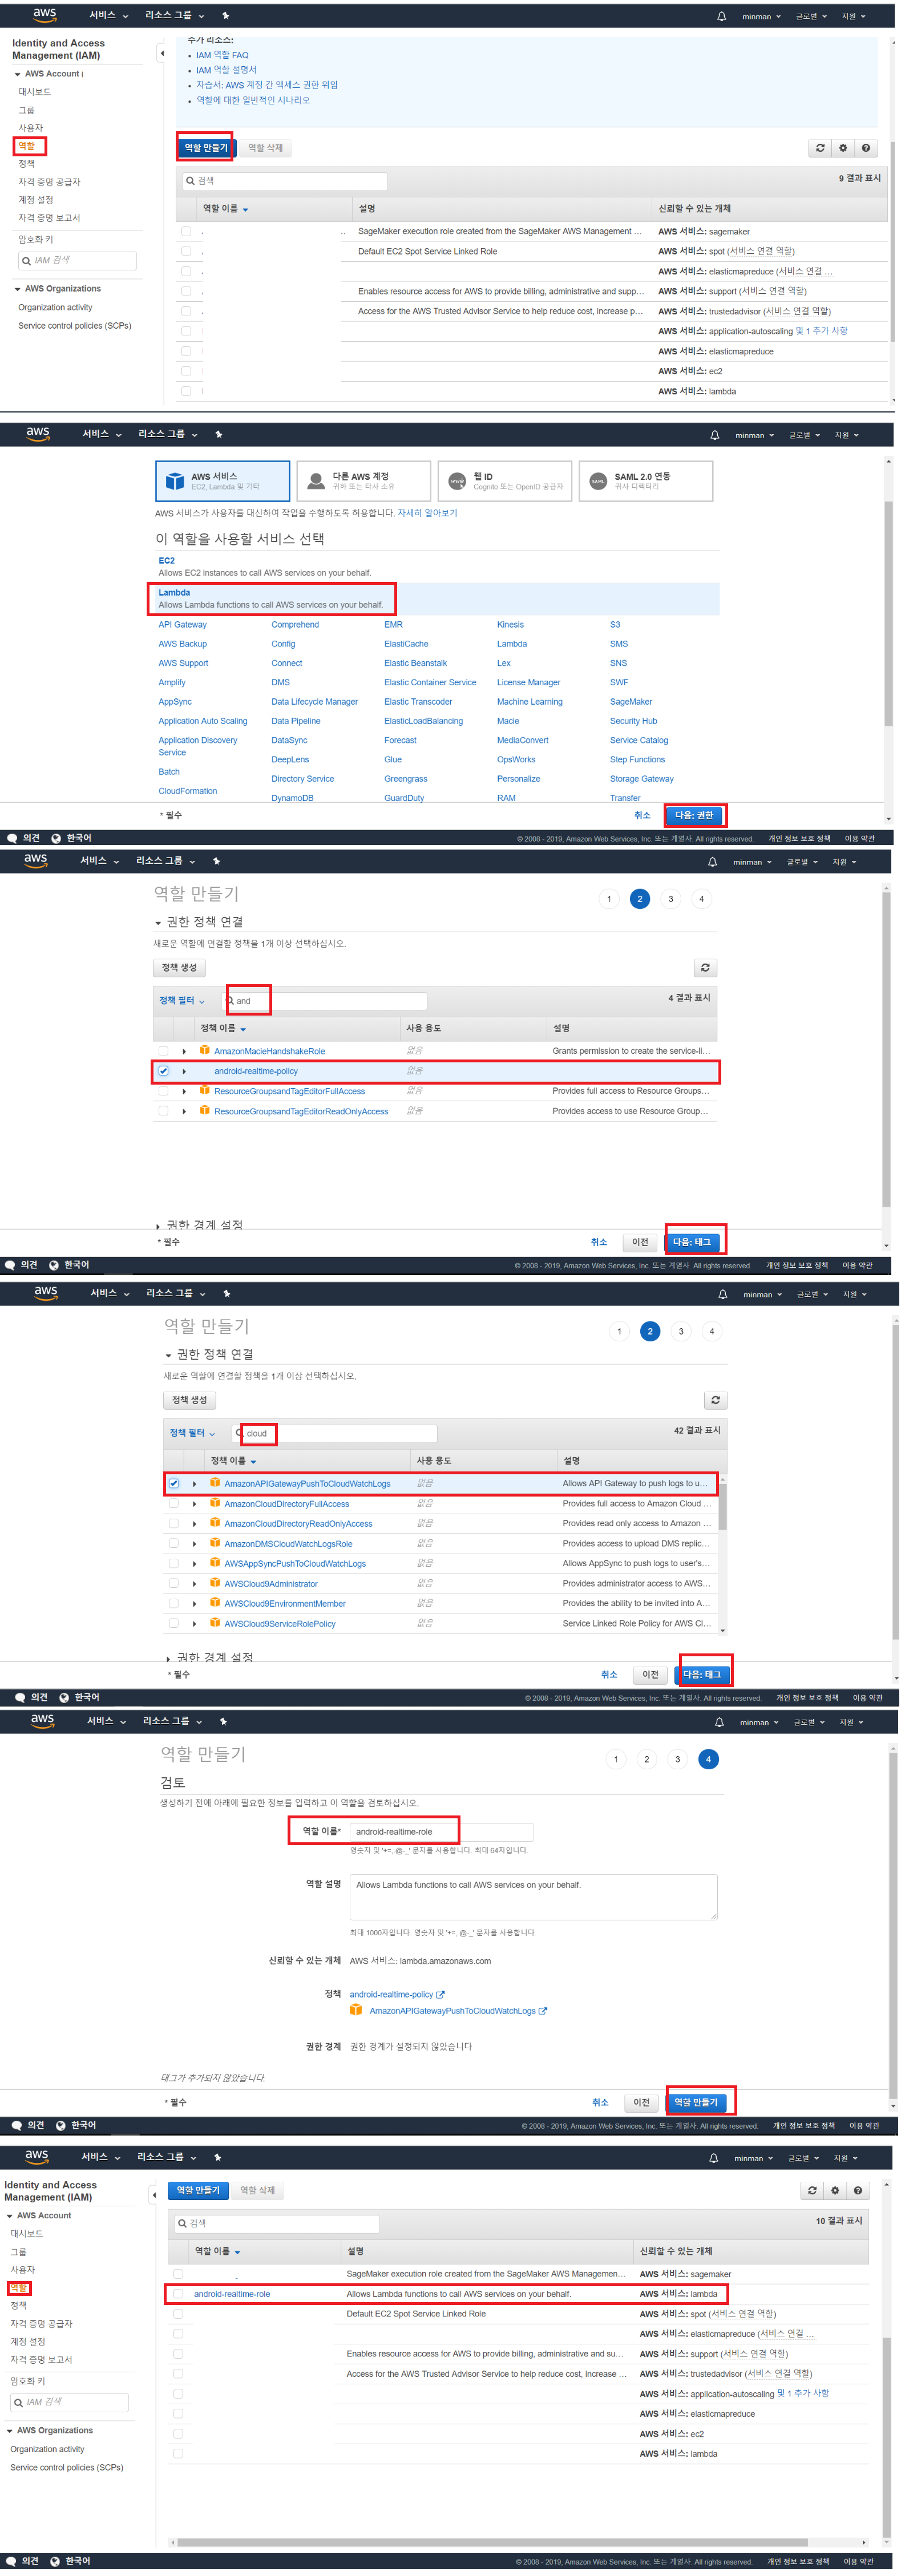 aws 서비스 리소스 그룹 minman 글로벌 지원
Identity and Access
Management (IAM)
AWS Account
대시보드
그룹
사용자
역할
정책
자격 증명 공급자
계정 설정
자격 증명 보고서
암호화 키
IAM 검색
AWS Organizations
Organization activity
Service control policies (SCPs)
추가 리소스:
• IAM 역할 FAQ
• IAM 역할 설명서
• 자습서: AWS 계정 간 액세스 권한 위임
• 역할에 대한 일반적인 시나리오
역할 만들기 역할 삭제
검색 9 결과 표시
역할 이름 설명 신뢰할 수 있는 개체
SageMaker execution role created from the SageMaker AWS Management ... AWS 서비스: sagemaker
Default EC2 Spot Service Linked Role AWS 서비스: spot (서비스 연결 역할)
AWS 서비스: elasticmapreduce (서비스 연결 ...
Enables resource access for AWS to provide billing, administrative and supp... AWS 서비스: support (서비스 연결 역할)
Access for the AWS Trusted Advisor Service to help reduce cost, increase p... AWS 서비스: trustedadvisor (서비스 연결 역할)
AWS 서비스: application-autoscaling 및 1 추가 사항
AWS 서비스: elasticmapreduce
AWS 서비스: ec2
AWS 서비스: lambda
aws 서비스 리소스 그룹 minman 글로벌 지원
AWS 서비스 다른 AWS 계정 웹 ID SAML 2.0 연동
EC2, Lambda 및 기타 귀하 또는 타사 소유 Cognito 또는 OpenID 공급자 귀사 디렉터리
AWS 서비스가 사용자를 대신하여 작업을 수행하도록 허용합니다. 자세히 알아보기
이 역할을 사용할 서비스 선택
EC2
Allows EC2 instances to call AWS services on your behalf.
Lambda
Allows Lambda functions to call AWS services on your behalf.
API Gateway Comprehend EMR Kinesis S3
AWS Backup Config ElastiCache Lambda SMS
AWS Support Connect Elastic Beanstalk Lex SNS
Amplify DMS Elastic Container Service License Manager SWF
AppSync Data Lifecycle Manager Elastic Transcoder Machine Learning SageMaker
Application Auto Scaling Data Pipeline ElasticLoadBalancing Macie Security Hub
Application Discovery Service DataSync Forecast MediaConvert Service Catalog
DeepLens Glue OpsWorks Step Functions
Batch Directory Service Greengrass Personalize Storage Gateway
CloudFormation DynamoDB GuardDuty RAM Transfer
* 필수 취소 다음: 권한
의견 한국어 © 2008 - 2019, Amazon Web Services, Inc. 또는 계열사. All rights reserved. 개인 정보 보호 정책 이용 약관
aws 서비스 리소스 그룹 minman 글로벌 지원
역할 만들기 1 2 3 4
권한 정책 연결
새로운 역할에 연결할 정책을 1개 이상 선택하십시오.
정책 생성
정책 필터 and 4 결과 표시
정책 이름 사용 용도 설명
AmazonMacieHandshakeRole 없음 Grants permission to create the service-li...
android-realtime-policy 없음
ResourceGroupsandTagEditorFullAccess 없음 Provides full access to Resource Groups...
ResourceGroupsandTagEditorReadOnlyAccess 없음 Provides access to use Resource Group...
권한 경계 설정
* 필수 취소 이전 다음: 태그
의견 한국어 © 2008 - 2019, Amazon Web Services, Inc. 또는 계열사. All rights reserved. 개인 정보 보호 정책 이용 약관
aws 서비스 리소스 그룹 minman 글로벌 지원
역할 만들기 1 2 3 4
권한 정책 연결
새로운 역할에 연결할 정책을 1개 이상 선택하십시오.
정책 생성
정책 필터 cloud 42 결과 표시
정책 이름 사용 용도 설명
AmazonAPIGatewayPushToCloudWatchLogs 없음 Allows API Gateway to push logs to u...
AmazonCloudDirectoryFullAccess 없음 Provides full access to Amazon Cloud ...
AmazonCloudDirectoryReadOnlyAccess 없음 Provides read only access to Amazon ...
AmazonDMSCloudWatchLogsRole 없음 Provides access to upload DMS replic...
AWSAppSyncPushToCloudWatchLogs 없음 Allows AppSync to push logs to user's...
AWSCloud9Administrator 없음 Provides administrator access to AWS...
AWSCloud9EnvironmentMember 없음 Provides the ability to be invited into A...
AWSCloud9ServiceRolePolicy 없음 Service Linked Role Policy for AWS Cl...
권한 경계 설정
* 필수 취소 이전 다음: 태그
의견 한국어 © 2008 - 2019, Amazon Web Services, Inc. 또는 계열사. All rights reserved. 개인 정보 보호 정책 이용 약관
aws 서비스 리소스 그룹 minman 글로벌 지원
역할 만들기 1 2 3 4
검토
생성하기 전에 아래에 필요한 정보를 입력하고 이 역할을 검토하십시오.
역할 이름* android-realtime-role
영숫자 및 '+=,.@-_' 문자를 사용합니다. 최대 64자입니다.
역할 설명 Allows Lambda functions to call AWS services on your behalf.
최대 1000자입니다. 영숫자 및 '+=,.@-_' 문자를 사용합니다.
신뢰할 수 있는 개체 AWS 서비스: lambda.amazonaws.com
정책 android-realtime-policy
AmazonAPIGatewayPushToCloudWatchLogs
권한 경계 권한 경계가 설정되지 않았습니다
태그가 추가되지 않았습니다.
* 필수 취소 이전 역할 만들기
의견 한국어 © 2008 - 2019, Amazon Web Services, Inc. 또는 계열사. All rights reserved. 개인 정보 보호 정책 이용 약관
aws 서비스 리소스 그룹 minman 글로벌 지원
Identity and Access
Management (IAM)
AWS Account
대시보드
그룹
사용자
역할
정책
자격 증명 공급자
계정 설정
자격 증명 보고서
암호화 키
IAM 검색
AWS Organizations
Organization activity
Service control policies (SCPs)
역할 만들기 역할 삭제
검색 10 결과 표시
역할 이름 설명 신뢰할 수 있는 개체
SageMaker execution role created from the SageMaker AWS Managemen... AWS 서비스: sagemaker
android-realtime-role Allows Lambda functions to call AWS services on your behalf. AWS 서비스: lambda
Default EC2 Spot Service Linked Role AWS 서비스: spot (서비스 연결 역할)
AWS 서비스: elasticmapreduce (서비스 연결 ...
Enables resource access for AWS to provide billing, administrative and su... AWS 서비스: support (서비스 연결 역할)
Access for the AWS Trusted Advisor Service to help reduce cost, increase ... AWS 서비스: trustedadvisor (서비스 연결 역할)
AWS 서비스: application-autoscaling 및 1 추가 사항
AWS 서비스: elasticmapreduce
AWS 서비스: ec2
AWS 서비스: lambda
의견 한국어 © 2008 - 2019, Amazon Web Services, Inc. 또는 계열사. All rights reserved. 개인 정보 보호 정책 이용 약관